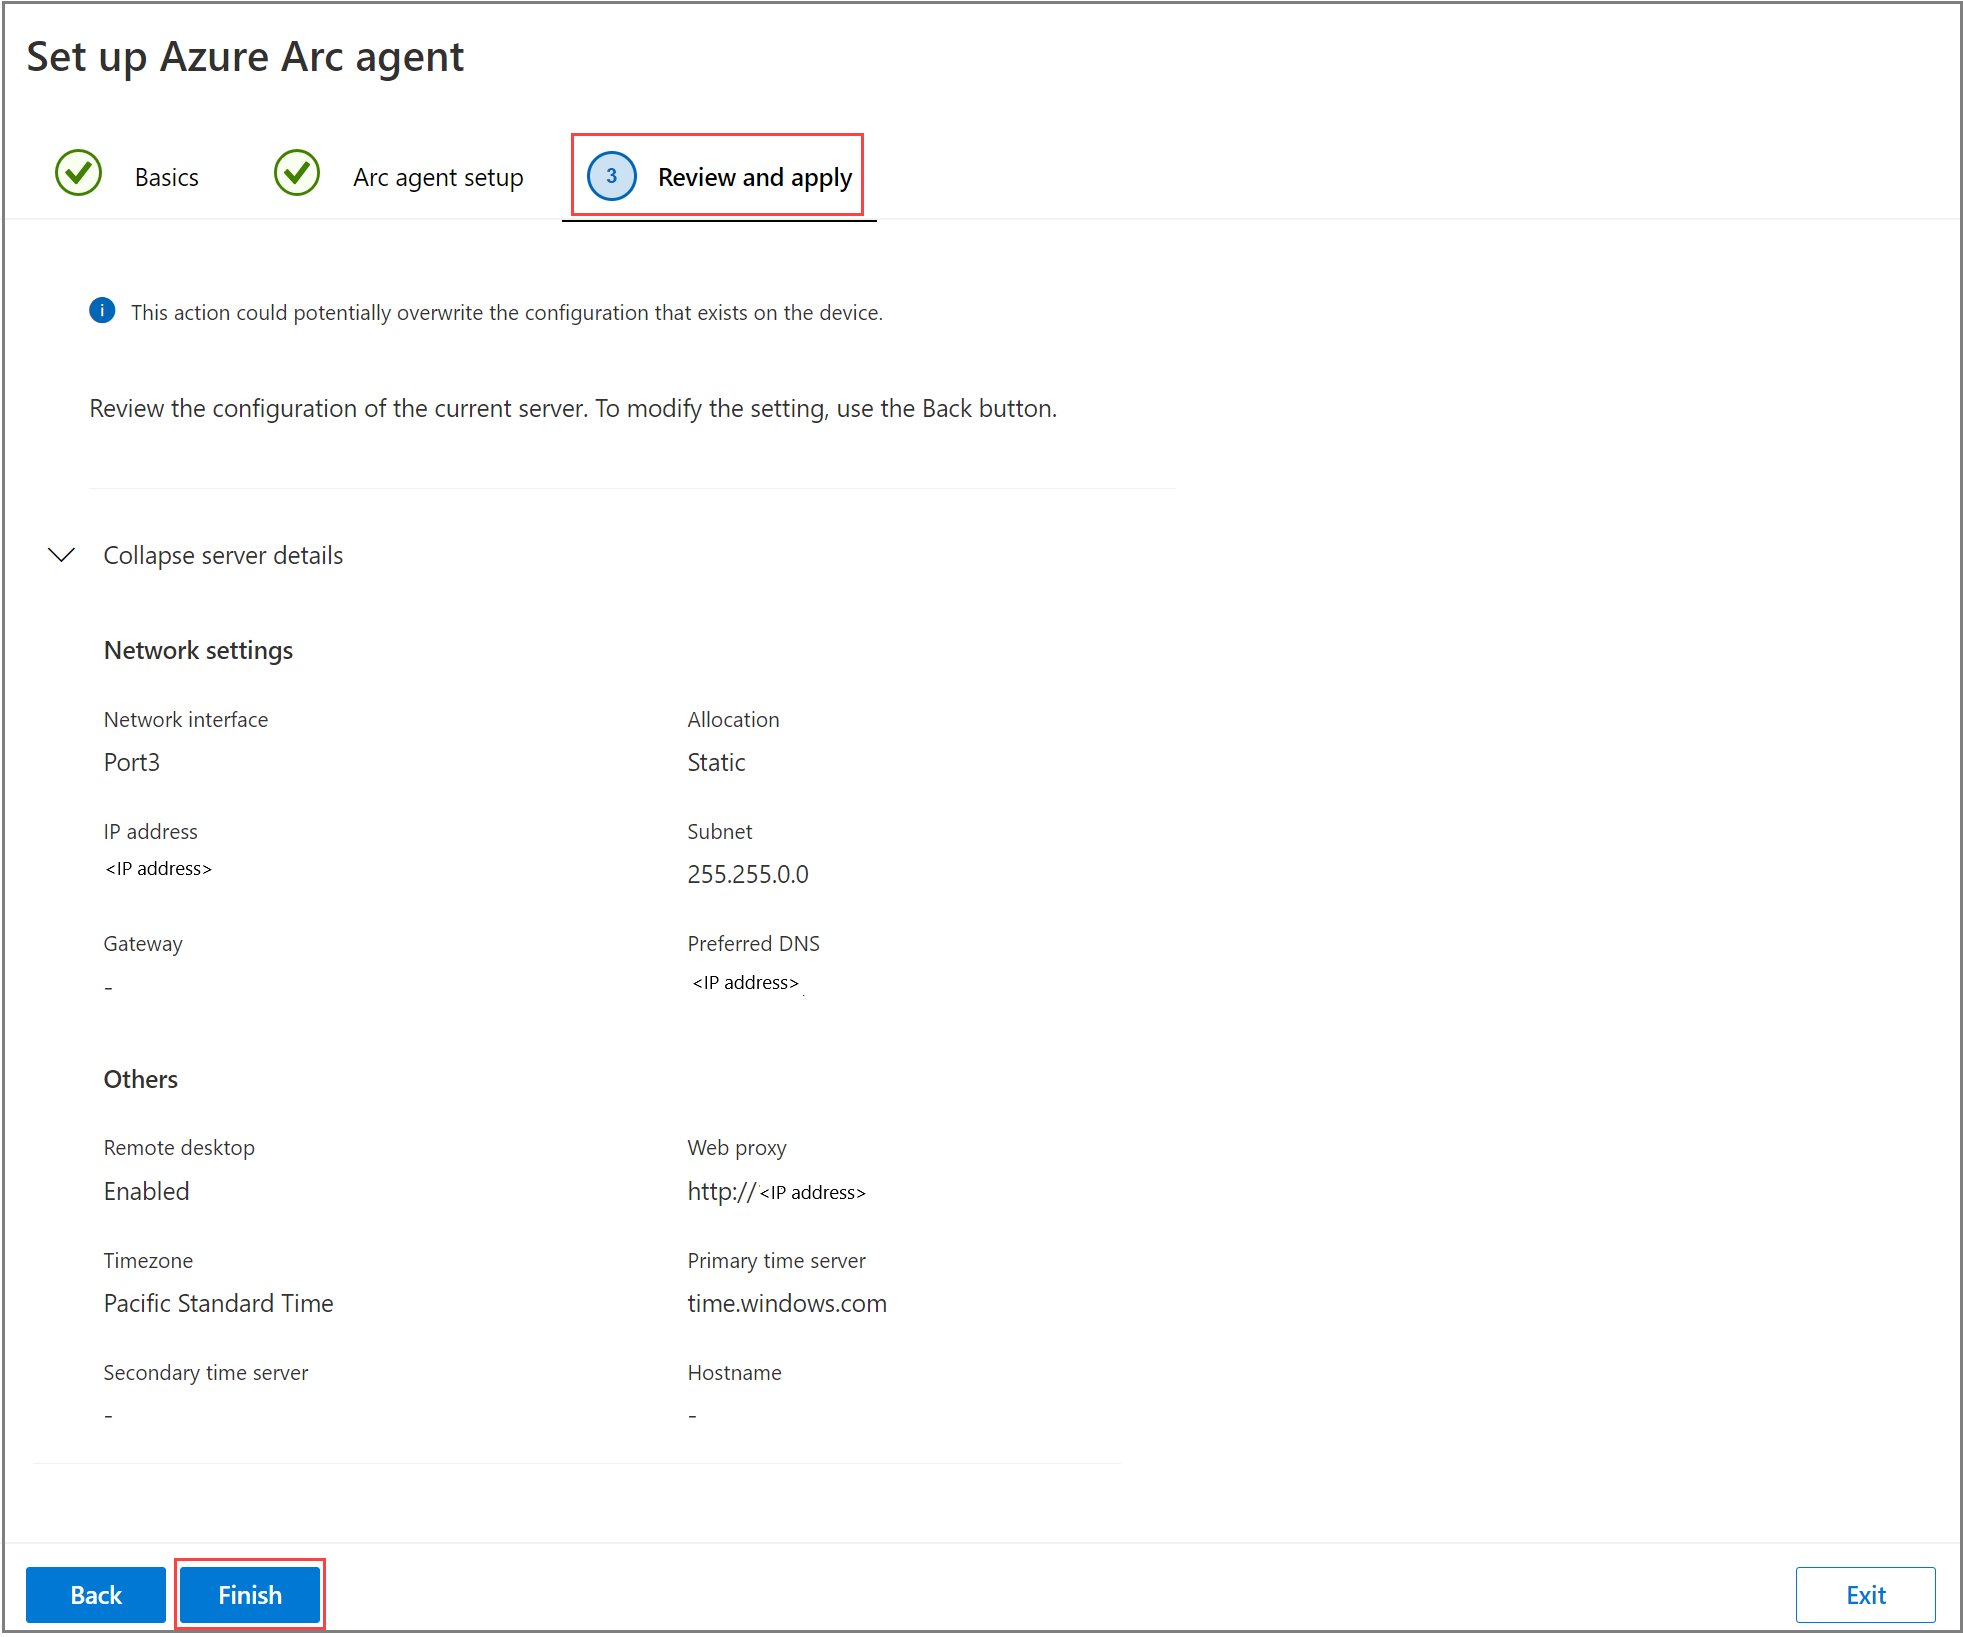 Set up Azure Arc agent
Basics
Arc agent setup
3 Review and apply
i This action could potentially overwrite the configuration that exists on the device.
Review the configuration of the current server. To modify the setting, use the Back button.
Collapse server details
Network settings
Network interface
Allocation
Port3
Static
IP address
Subnet
<IP address>
255.255.0.0
Gateway
Preferred DNS
-
<IP address>
Others
Remote desktop
Web proxy
Enabled
http://<IP address>
Timezone
Primary time server
Pacific Standard Time
time.windows.com
Secondary time server
Hostname
-
-
Back
Finish
Exit